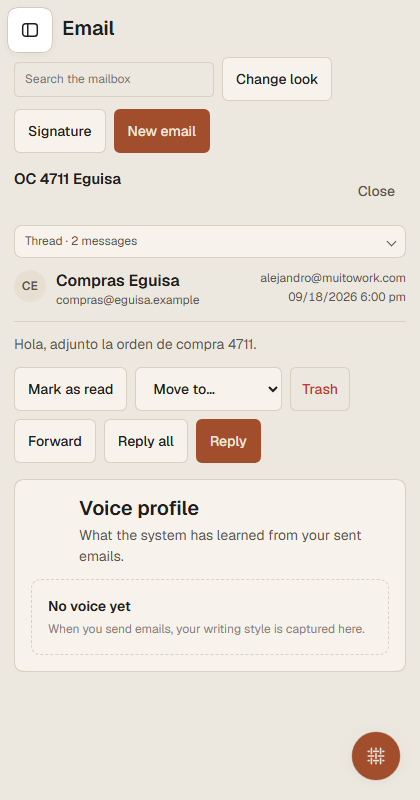 Email
Search the mailbox
Change look
Signature
New email
OC 4711 Eguisa
Close
Thread · 2 messages
CE
Compras Eguisa
compras@eguisa.example
alejandro@muitowork.com
09/18/2026 6:00 pm
Hola, adjunto la orden de compra 4711.
Mark as read
Move to...
Trash
Forward
Reply all
Reply
Voice profile
What the system has learned from your sent
emails.
No voice yet
When you send emails, your writing style is captured here.